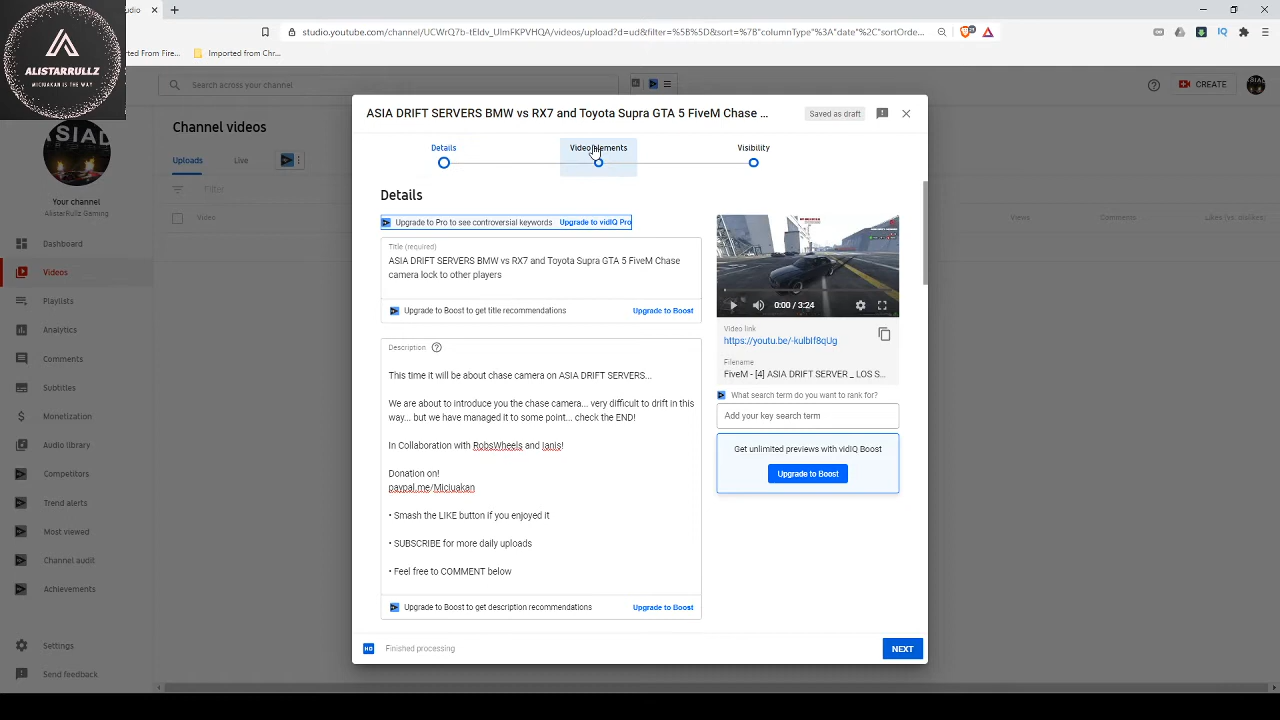 udio
studio.youtube.com/channel/UCWrQ7b-tEldv_UlmFKPVHQA/videos/upload?d=ud&filter=%5B%5D&sort=%7B"columnType"%3A"date"%2C"sortOrde...
rted From Fire...
Imported from Chr...
ALISTARRULLZ
MICIUAKAN IS THE WAY
Search across your channel
CREATE
ASIAD
Your channel
AlistarRullz Gaming
Dashboard
Videos
Playlists
Analytics
Comments
Subtitles
Monetization
Audio library
Competitors
Trend alerts
Most viewed
Channel audit
Achievements
Settings
Send feedback
Channel videos
Uploads
Live
Filter
Video
Views
Comments
Likes (vs. dislikes)
ASIA DRIFT SERVERS BMW vs RX7 and Toyota Supra GTA 5 FiveM Chase ...
Saved as draft
Details
Video elements
Visibility
Details
Upgrade to Pro to see controversial keywords
Upgrade to vidIQ Pro
Title (required)
ASIA DRIFT SERVERS BMW vs RX7 and Toyota Supra GTA 5 FiveM Chase
camera lock to other players
Upgrade to Boost to get title recommendations
Upgrade to Boost
Description
This time it will be about chase camera on ASIA DRIFT SERVERS...
We are about to introduce you the chase camera... very difficult to drift in this
way... but we have managed it to some point... check the END!
In Collaboration with RobsWheels and Ianis!
Donation on!
paypal.me/Miciuakan
• Smash the LIKE button if you enjoyed it
• SUBSCRIBE for more daily uploads
• Feel free to COMMENT below
Upgrade to Boost to get description recommendations
Upgrade to Boost
0:00 / 3:24
Video link
https://youtu.be/-kulbIf8qUg
Filename
FiveM - [4] ASIA DRIFT SERVER _ LOS S...
What search term do you want to rank for?
Add your key search term
Get unlimited previews with vidIQ Boost
Upgrade to Boost
HD
Finished processing
NEXT